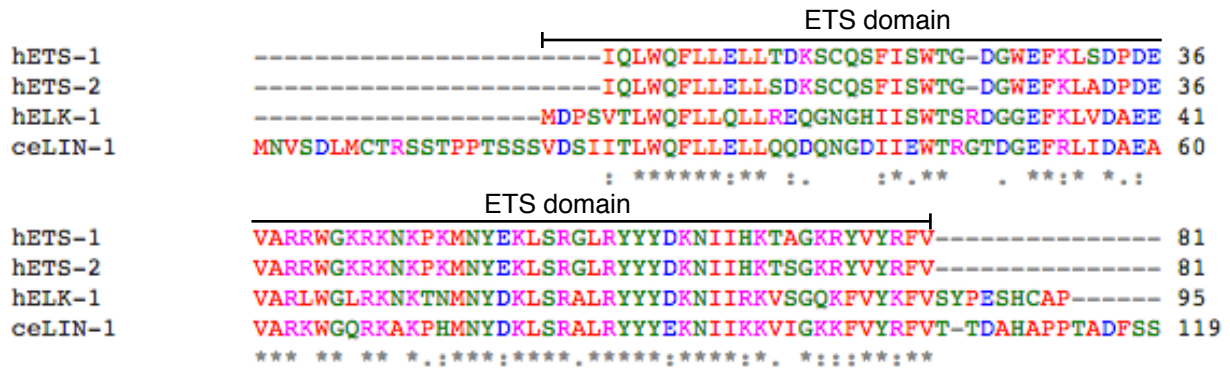 ETS domain
hETS-1 -----------------------IQLWQFLLELLTDKSCQSFISWTG-DGWEFKLSDPDE 36
hETS-2 -----------------------IQLWQFLLELLSDKSCQSFISWTG-DGWEFKLADPDE 36
hELK-1 -------------------MDPSVTLWQFLLQLLREQGNGHIISWTSRDGGEFKLVDAEE 41
ceLIN-1 MNVSDLMCTRSSTPPTSSSVDSIITLWQFLLELLQQDQNGDIIEWTRGTDGEFRLIDAEA 60
: ******:** :.    :*.**  . **:* *.:
ETS domain
hETS-1 VARRWGKRKNKPKMNYEKLSRGLRYYYDKNIIHKTAGKRYVYRFV--------------- 81
hETS-2 VARRWGKRKNKPKMNYEKLSRGLRYYYDKNIIHKTSGKRYVYRFV--------------- 81
hELK-1 VARLWGLRKNKTNMNYDKLSRALRYYYDKNIIRKVSGQKFVYKFVSYPESHCAP------ 95
ceLIN-1 VARKWGQRKAKPHMNYDKLSRALRYYYEKNIIKKVIGKKFVYRFVT-TDAHAPPTADFSS 119
*** ** ** *.:***:****.*****:****:*. *:::**:**